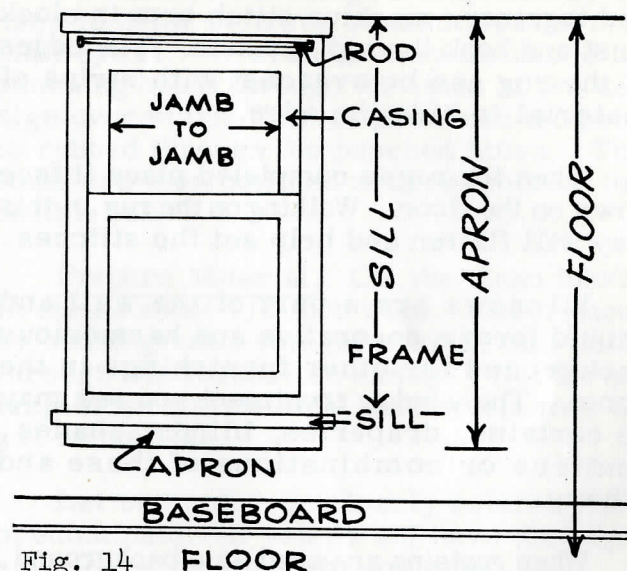 ROD
JAMB
TO
JAMB
CASING
SILL
APRON
FLOOR
FRAME
SILL
APRON
BASEBOARD
Fig. 14 FLOOR